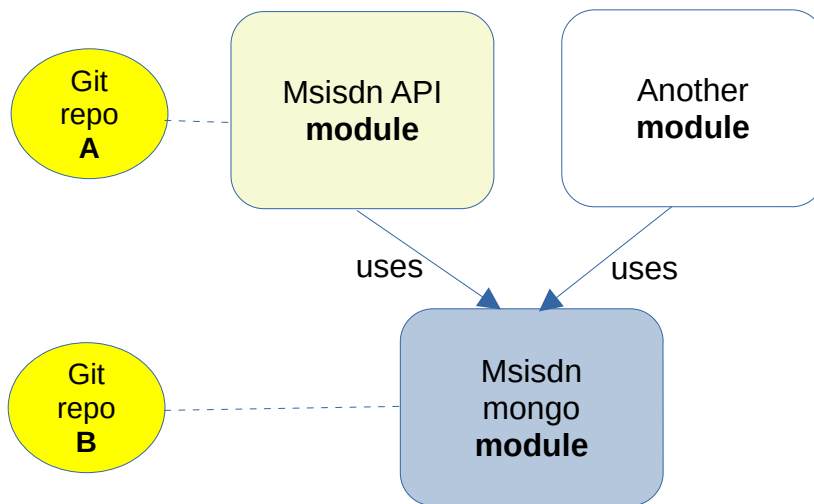 Git
repo
A
Msisdn API
module
Another
module
uses
uses
Git
repo
B
Msisdn
mongo
module